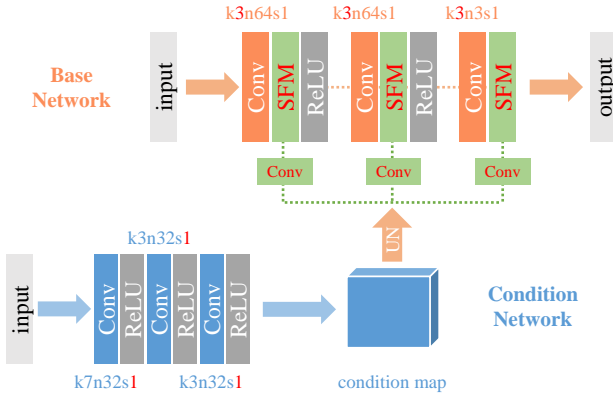 k3n64s1 k3n64s1 k3n3s1
Base
Network
input
Conv
SFM
ReLU
Conv
SFM
ReLU
Conv
SFM
output
Conv Conv Conv
UN
k3n32s1
input
Conv
ReLU
Conv
ReLU
Conv
ReLU
Condition
Network
k7n32s1 k3n32s1
condition map